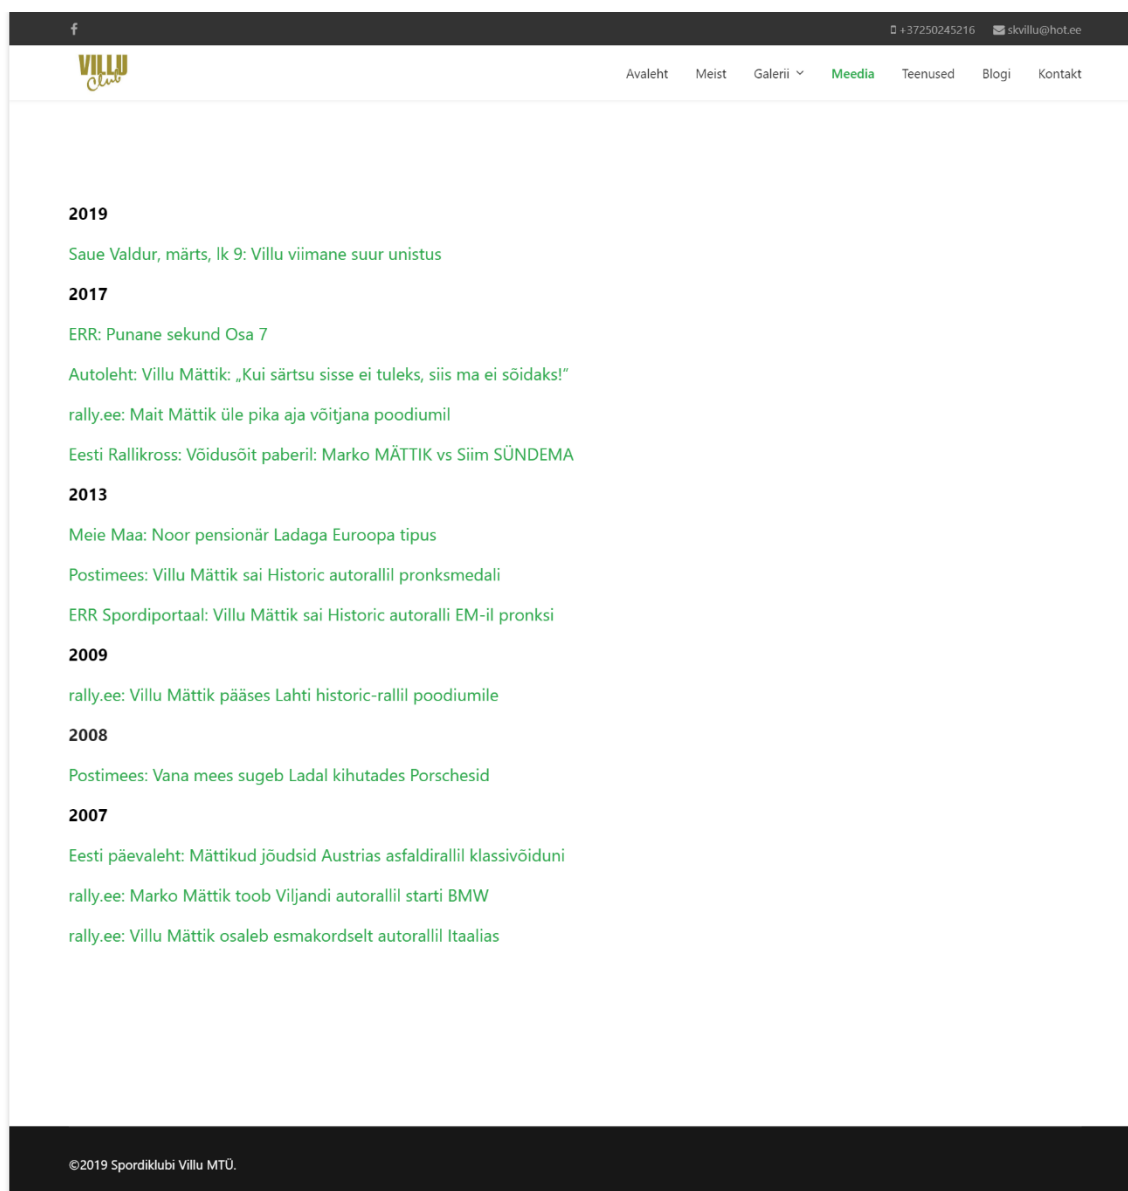 +37250245216 skvillu@hot.ee
VILLU
Club
Avaleht Meist Galerii Meedia Teenused Blogi Kontakt
2019
Saue Valdur, märts, lk 9: Villu viimane suur unistus
2017
ERR: Punane sekund Osa 7
Autoleht: Villu Mättik: „Kui särtsu sisse ei tuleks, siis ma ei sõidaks!”
rally.ee: Mait Mättik üle pika aja võitjana poodiumil
Eesti Rallikross: Võidusõit paberil: Marko MÄTTIK vs Siim SÜNDEMA
2013
Meie Maa: Noor pensionär Ladaga Euroopa tipus
Postimees: Villu Mättik sai Historic autorallil pronksmedali
ERR Spordiportaal: Villu Mättik sai Historic autoralli EM-il pronksi
2009
rally.ee: Villu Mättik pääses Lahti historic-rallil poodiumile
2008
Postimees: Vana mees sugeb Ladal kihutades Porschesid
2007
Eesti päevaleht: Mättikud jõudsid Austrias asfaldirallil klassivõiduni
rally.ee: Marko Mättik toob Viljandi autorallil starti BMW
rally.ee: Villu Mättik osaleb esmakordselt autorallil Itaalias
©2019 Spordiklubi Villu MTÜ.